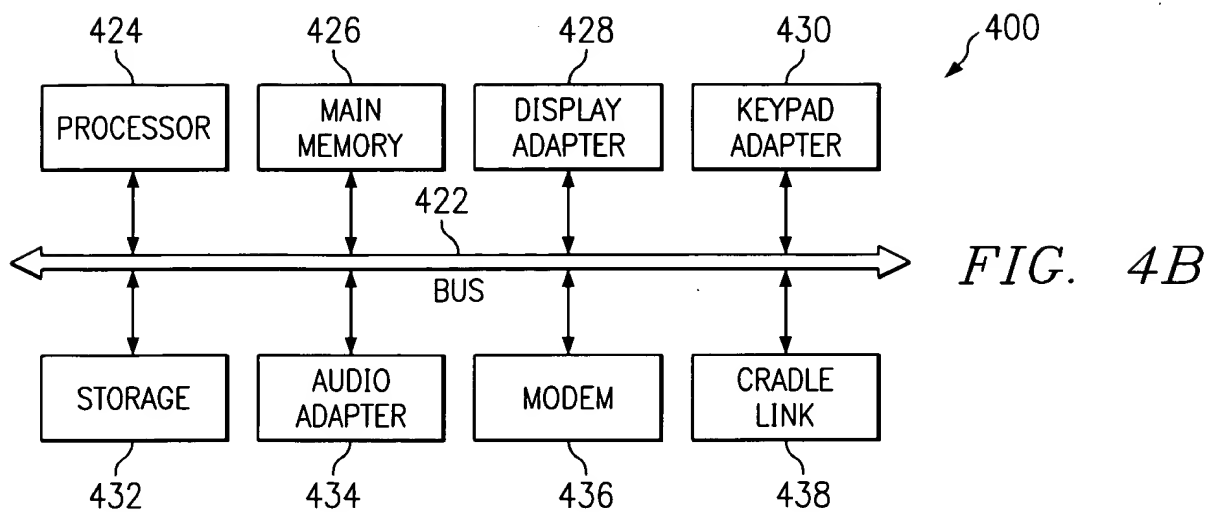 424
426
428
430
400
PROCESSOR
MAIN
MEMORY
DISPLAY
ADAPTER
KEYPAD
ADAPTER
422
BUS
FIG. 4B
STORAGE
AUDIO
ADAPTER
MODEM
CRADLE
LINK
432
434
436
438